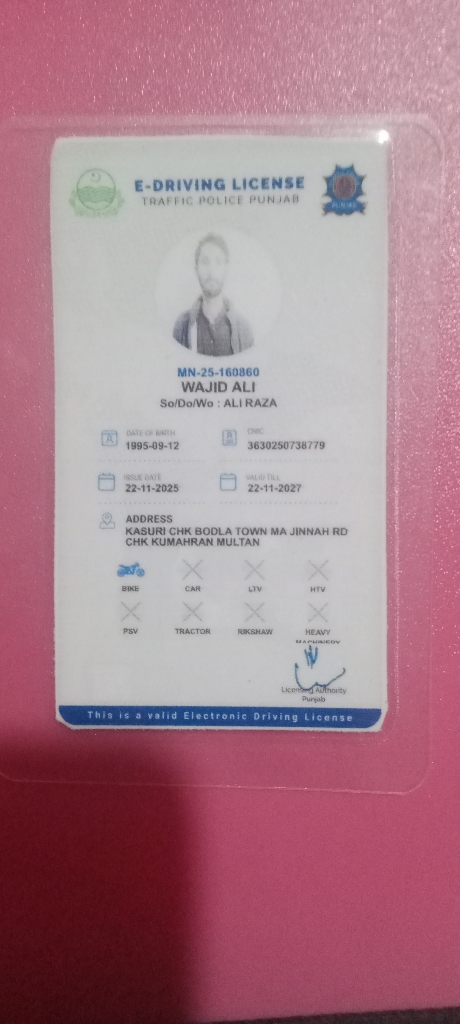 E-DRIVING LICENSE
TRAFFIC POLICE PUNJAB
PUNJAB
MN-25-160860
WAJID ALI
So/Do/Wo : ALI RAZA
DATE OF BIRTH
1995-09-12
CNIC
3630250738779
ISSUE DATE
22-11-2025
VALID TILL
22-11-2027
ADDRESS
KASURI CHK BODLA TOWN MA JINNAH RD
CHK KUMAHRAN MULTAN
BIKE
CAR
LTV
HTV
PSV
TRACTOR
RIKSHAW
HEAVY
MACHINERY
Licensing Authority
Punjab
This is a valid Electronic Driving License